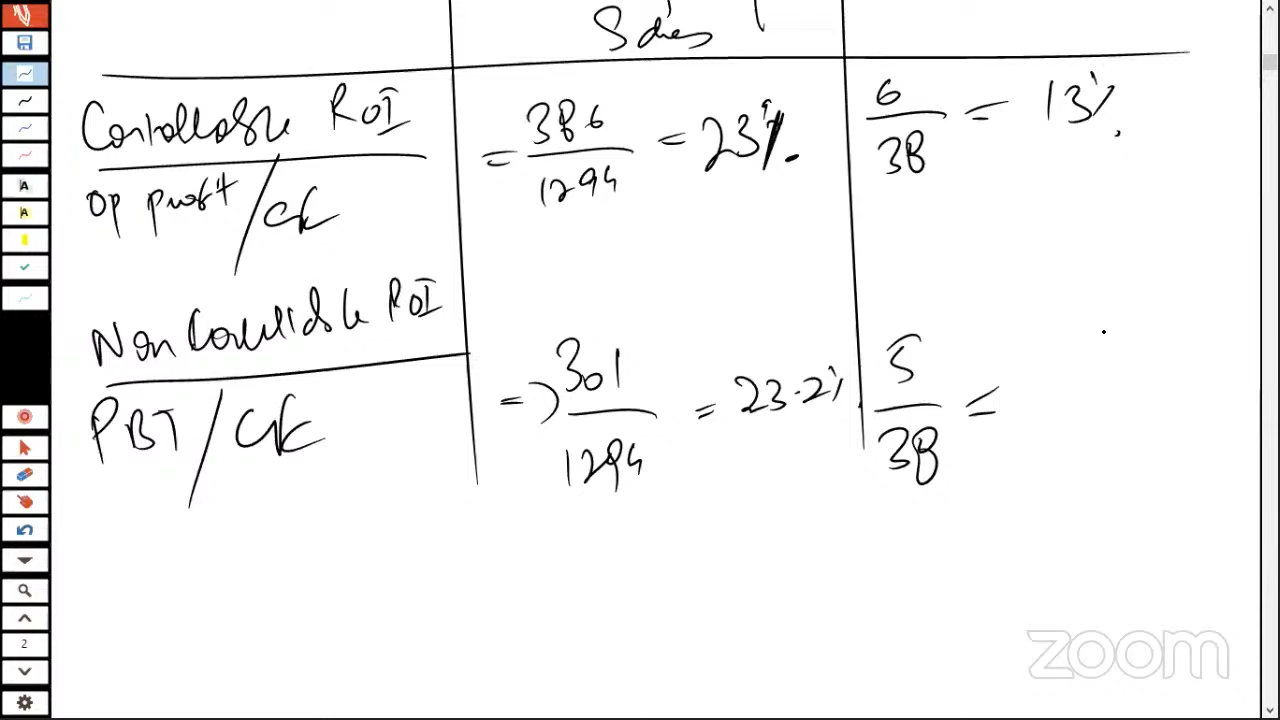 Controllable ROI = 386/1294 = 23%. 6/38 = 13%.
Op profit / CE
Non Controllable ROI
PBT / CE => 301/1294 = 23.2%. 5/38 =
2
zoom